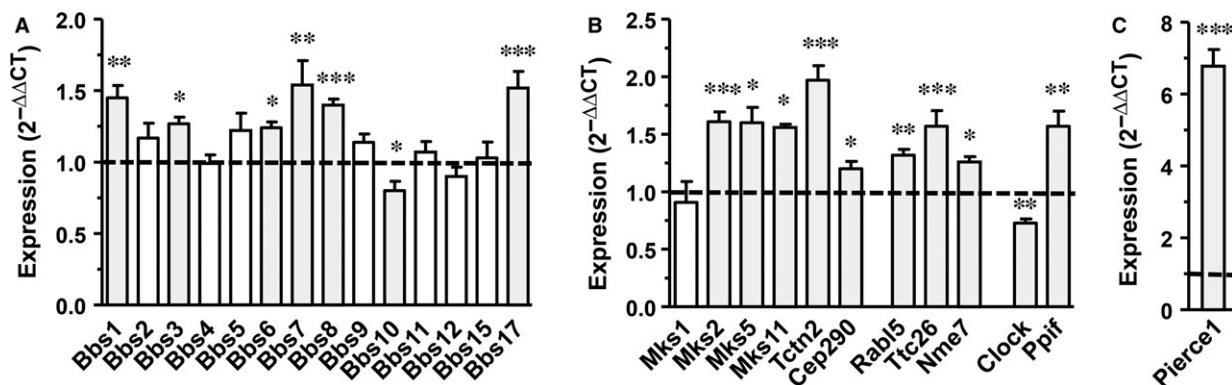 A
Expression (2−ΔΔCT)
2.0
1.5
1.0
0.5
0.0
**
*
*
**
***
*
***
Bbs1
Bbs2
Bbs3
Bbs4
Bbs5
Bbs6
Bbs7
Bbs8
Bbs9
Bbs10
Bbs11
Bbs12
Bbs15
Bbs17
B
Expression (2−ΔΔCT)
2.5
2.0
1.5
1.0
0.5
0.0
***
*
*
***
*
**
***
*
**
**
Mks1
Mks2
Mks5
Mks11
Tctn2
Cep290
Rabl5
Ttc26
Nme7
Clock
Ppif
C
Expression (2−ΔΔCT)
8
6
4
2
0
***
Pierce1